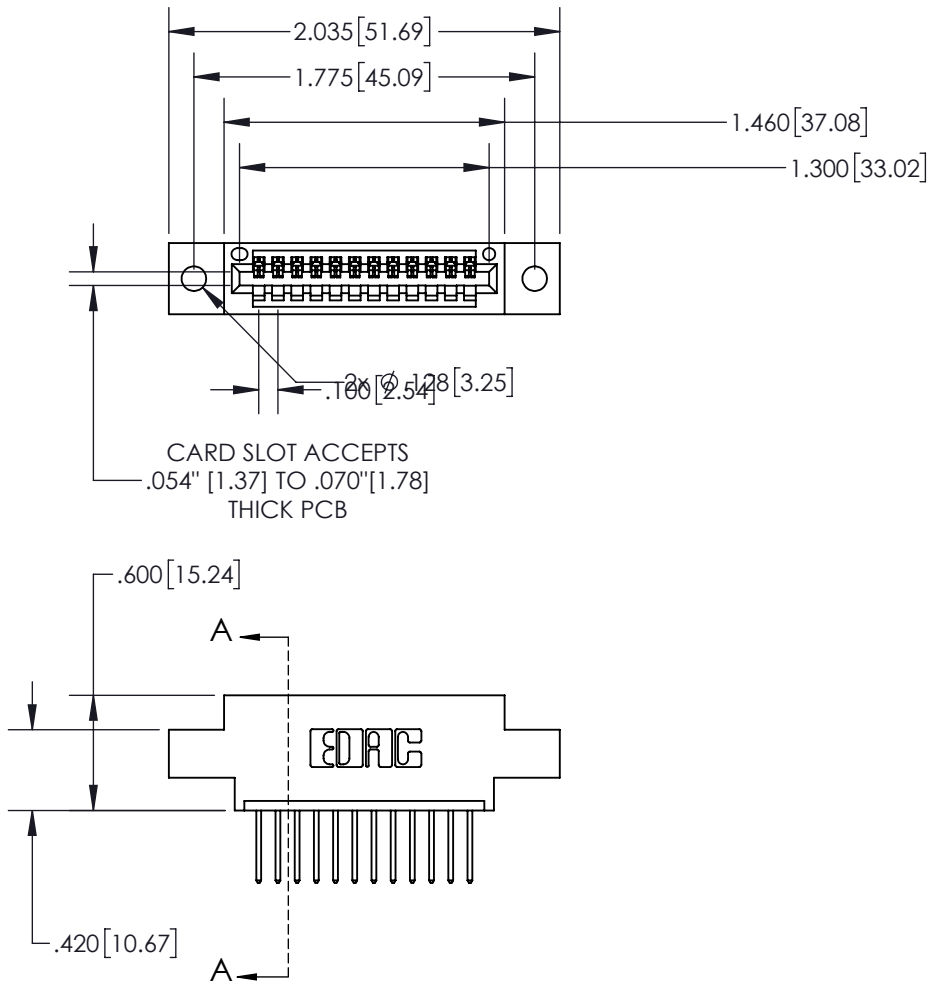 2.035[51.69]
1.775[45.09]
1.460[37.08]
1.300[33.02]
2x Ø .128[3.25]
.100[2.54]
CARD SLOT ACCEPTS
.054" [1.37] TO .070"[1.78]
THICK PCB
.600[15.24]
A
EDAC
.420[10.67]
A